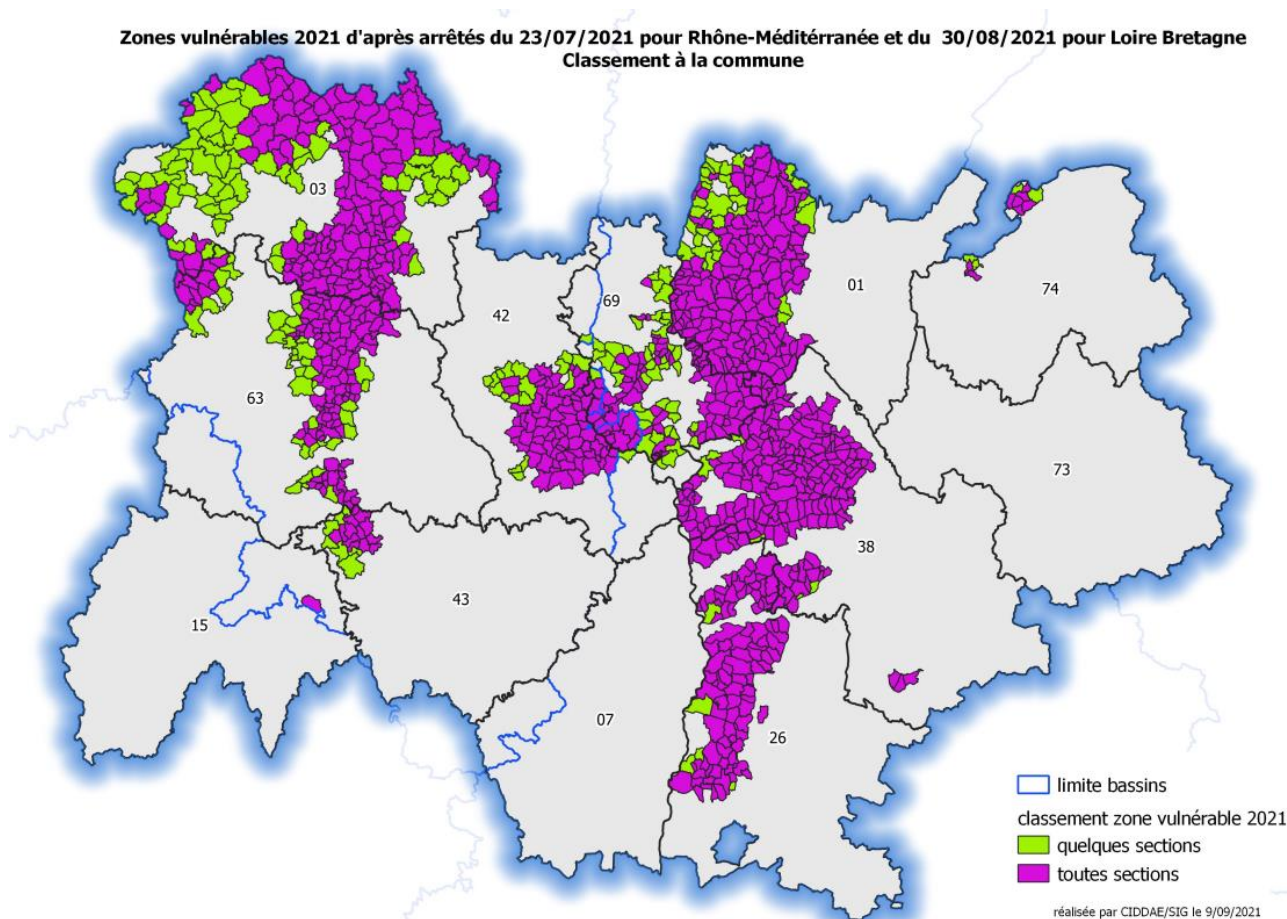 Zones vulnérables 2021 d'après arrêtés du 23/07/2021 pour Rhône-Méditérranée et du 30/08/2021 pour Loire Bretagne
Classement à la commune
03
01
74
69
42
63
73
38
43
15
07
26
limite bassins
classement zone vulnérable 2021
quelques sections
toutes sections
réalisée par CIDDAE/SIG le 9/09/2021